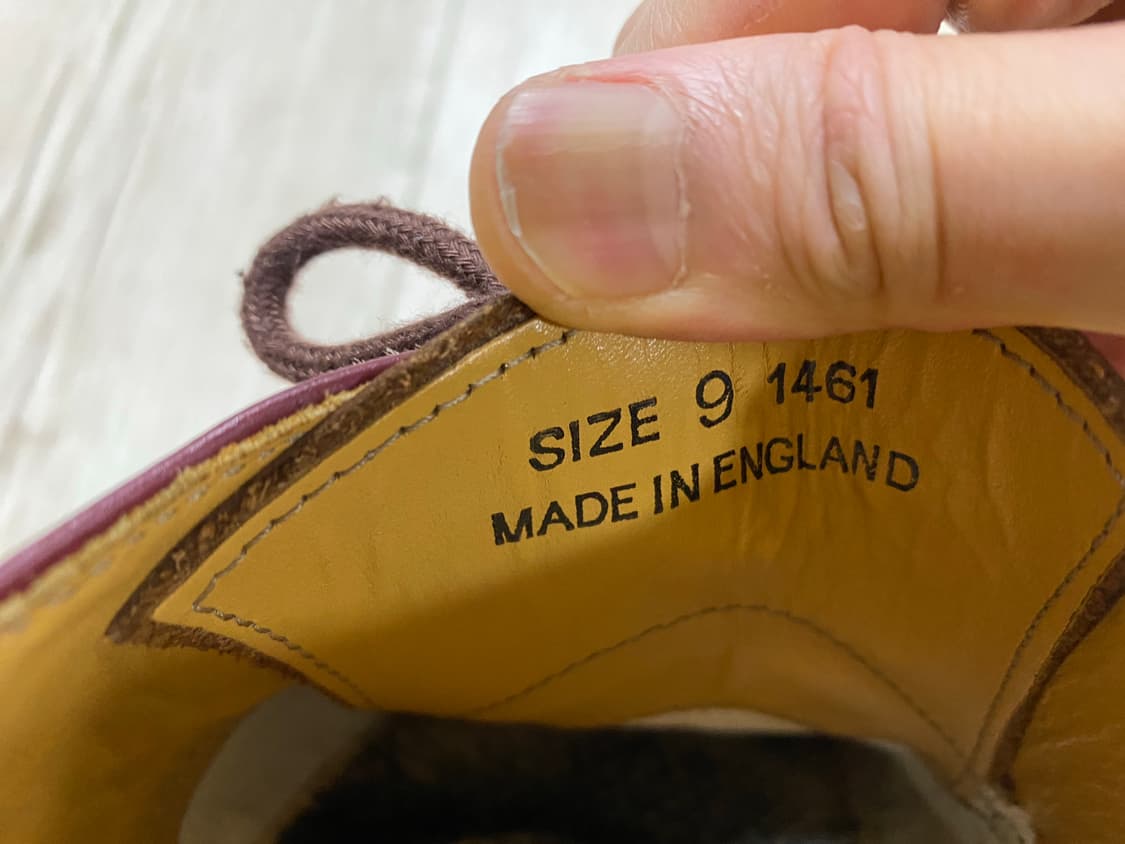 SIZE 9 1461
MADE IN ENGLAND